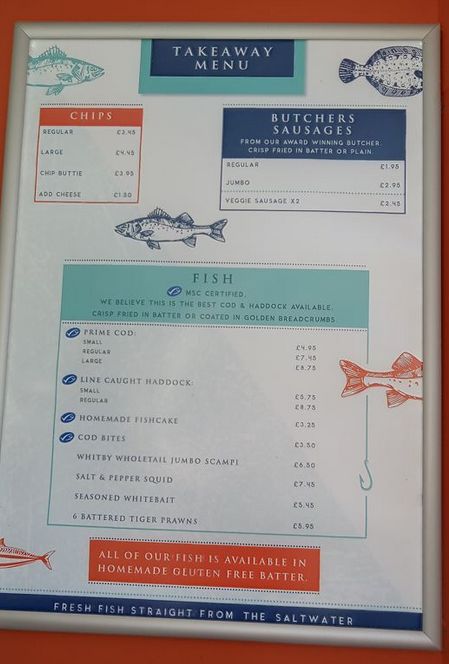 TAKEAWAY
MENU
CHIPS
REGULAR £3.45
LARGE £4.45
CHIP BUTTIE £3.95
ADD CHEESE £1.50
BUTCHERS
SAUSAGES
FROM OUR AWARD WINNING BUTCHER.
CRISP FRIED IN BATTER OR PLAIN.
REGULAR £1.95
JUMBO £2.95
VEGGIE SAUSAGE X2 £2.45
FISH
MSC CERTIFIED.
WE BELIEVE THIS IS THE BEST COD & HADDOCK AVAILABLE.
CRISP FRIED IN BATTER OR COATED IN GOLDEN BREADCRUMBS
PRIME COD:
SMALL £4.95
REGULAR £7.45
LARGE £8.75
LINE CAUGHT HADDOCK:
SMALL £5.75
REGULAR £8.75
HOMEMADE FISHCAKE £3.25
COD BITES £3.50
WHITBY WHOLETAIL JUMBO SCAMPI £6.50
SALT & PEPPER SQUID £7.45
SEASONED WHITEBAIT £5.45
6 BATTERED TIGER PRAWNS £5.95
ALL OF OUR FISH IS AVAILABLE IN
HOMEMADE GLUTEN FREE BATTER.
FRESH FISH STRAIGHT FROM THE SALTWATER